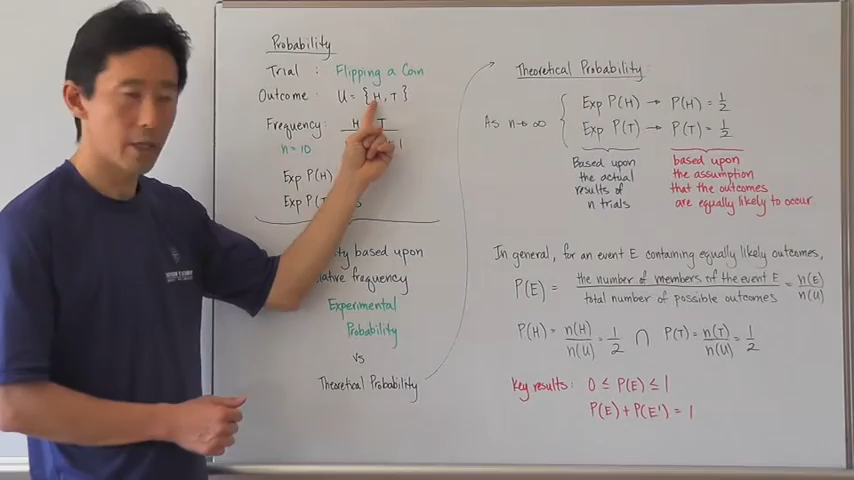 Probability
Trial : Flipping a Coin
Outcome : U = {H, T}
Frequency: H T
n = 10
Exp P(H)
Exp P(T)
based upon
frequency
Experimental
Probability
vs
Theoretical Probability
Theoretical Probability:
As n→∞ { Exp P(H) → P(H) = 1/2
Exp P(T) → P(T) = 1/2
Based upon
the actual
results of
n trials
based upon
the assumption
that the outcomes
are equally likely to occur
In general, for an event E containing equally likely outcomes,
P(E) = the number of members of the event E / total number of possible outcomes = n(E)/n(U)
P(H) = n(H)/n(U) = 1/2 ∩ P(T) = n(T)/n(U) = 1/2
Key results: 0 ≤ P(E) ≤ 1
P(E) + P(E') = 1